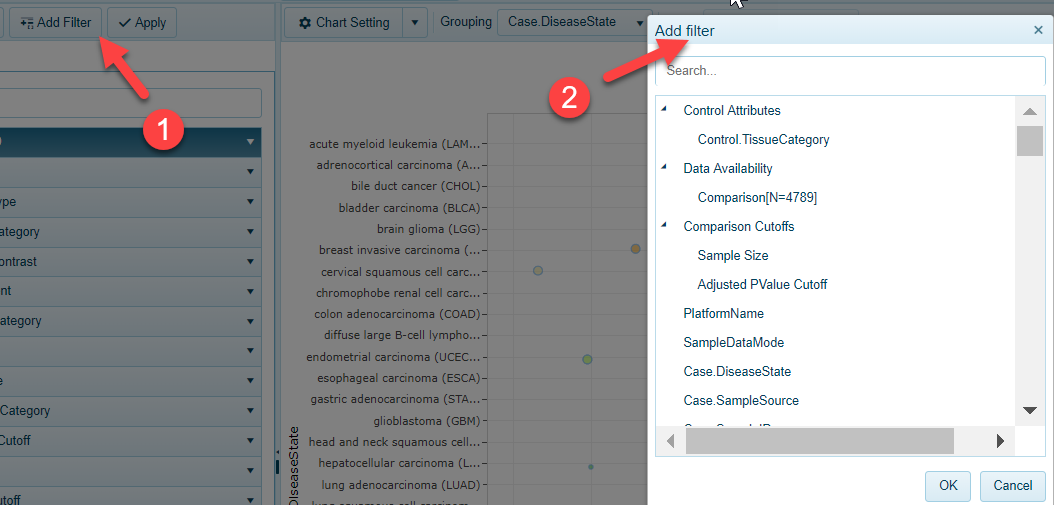 Add Filter
Apply
Chart Setting
Grouping
Case.DiseaseState
1
ype
ategory
ontrast
nt
ategory
e
Category
Cutoff
utoff
acute myeloid leukemia (LAM...
adrenocortical carcinoma (A...
bile duct cancer (CHOL)
bladder carcinoma (BLCA)
brain glioma (LGG)
breast invasive carcinoma (...
cervical squamous cell carc...
chromophobe renal cell carc...
colon adenocarcinoma (COAD)
diffuse large B-cell lympho...
endometrial carcinoma (UCEC...
esophageal carcinoma (ESCA)
gastric adenocarcinoma (STA...
glioblastoma (GBM)
head and neck squamous cell...
hepatocellular carcinoma (L...
lung adenocarcinoma (LUAD)
DiseaseState
2
Add filter
Search...
Control Attributes
Control.TissueCategory
Data Availability
Comparison[N=4789]
Comparison Cutoffs
Sample Size
Adjusted PValue Cutoff
PlatformName
SampleDataMode
Case.DiseaseState
Case.SampleSource
OK
Cancel